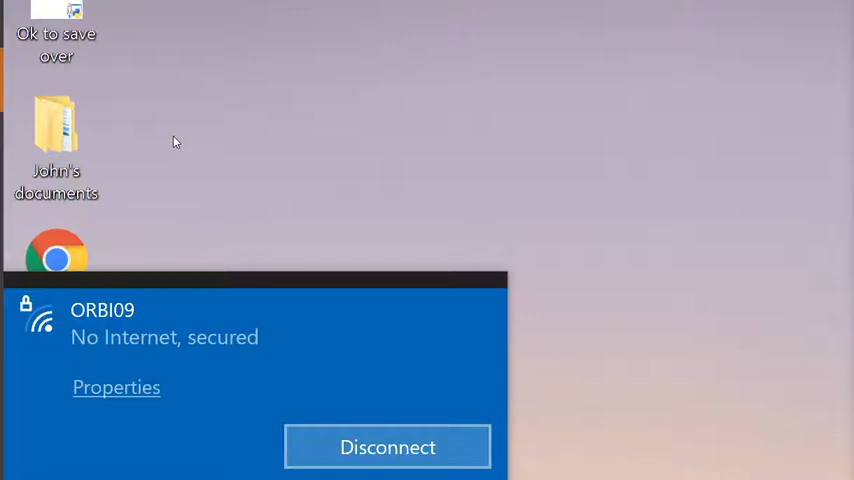 Ok to save
over
John's
documents
ORBI09
No Internet, secured
Properties
Disconnect